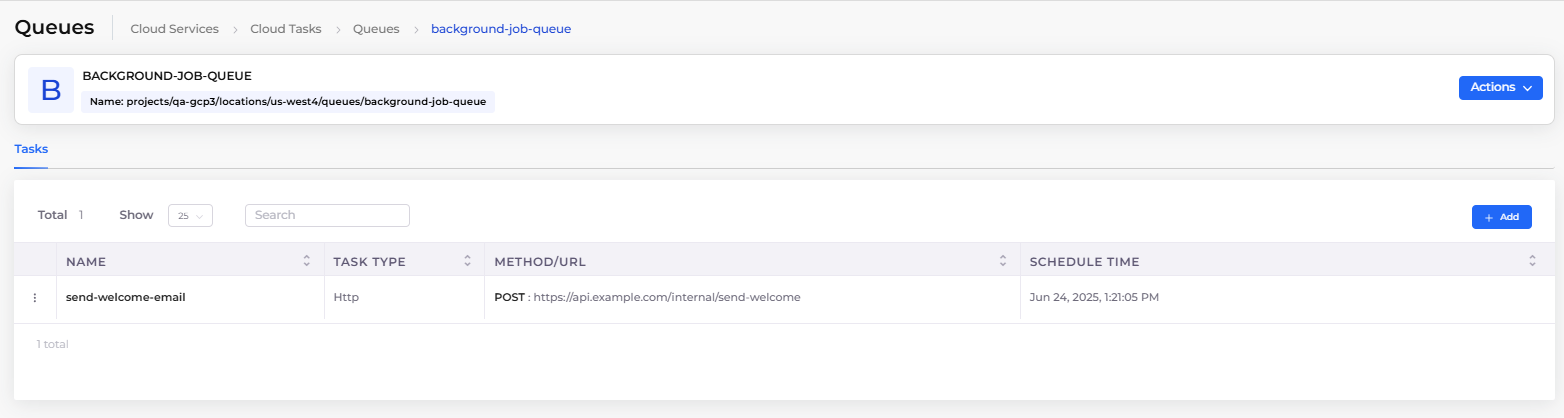 Queues
Cloud Services > Cloud Tasks > Queues > background-job-queue
B
BACKGROUND-JOB-QUEUE
Name: projects/qa-gcp3/locations/us-west4/queues/background-job-queue
Actions
Tasks
Total 1 Show 25 Search + Add
NAME TASK TYPE METHOD/URL SCHEDULE TIME
send-welcome-email Http POST : https://api.example.com/internal/send-welcome Jun 24, 2025, 1:21:05 PM
1 total